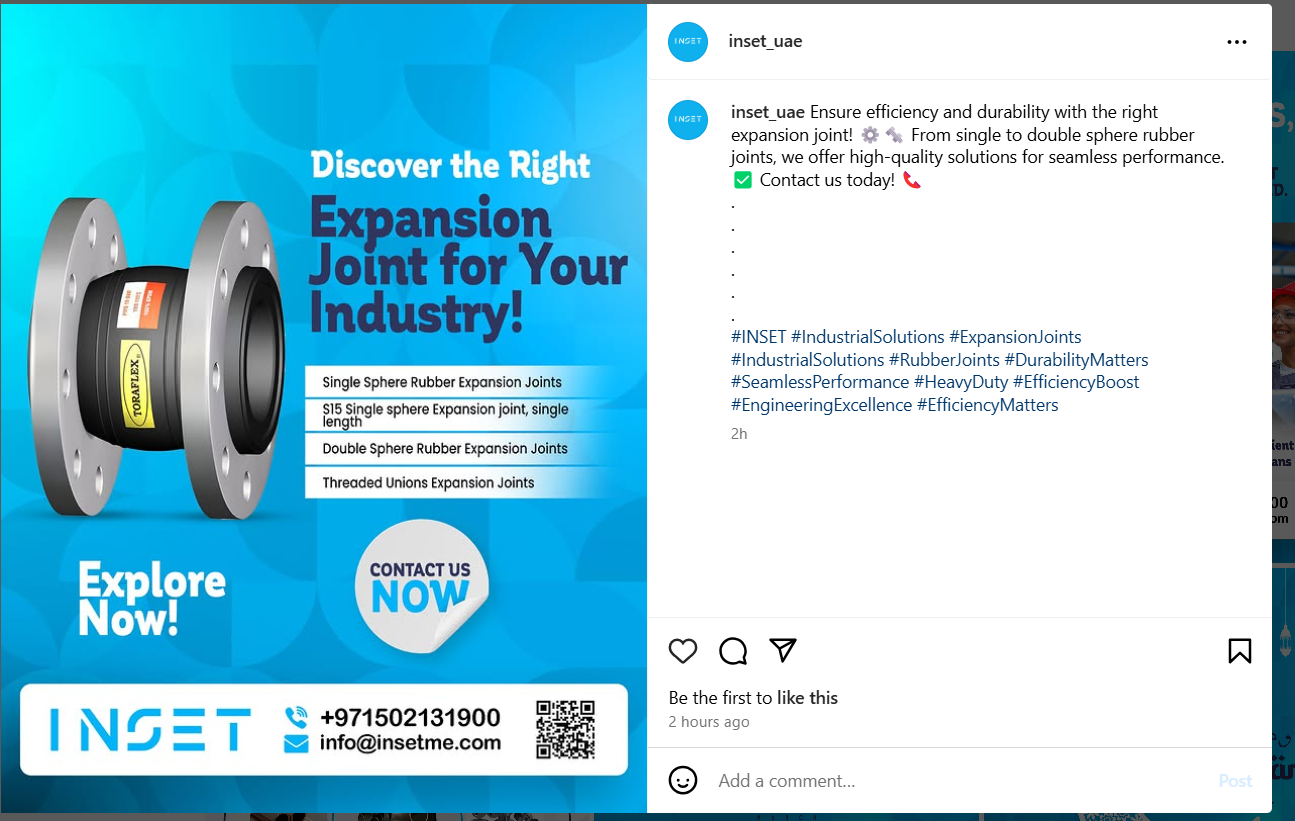 Discover the Right
Expansion
Joint for Your
Industry!
TORAFLEX
Single Sphere Rubber Expansion Joints
S15 Single sphere Expansion joint, single
length
Double Sphere Rubber Expansion Joints
Threaded Unions Expansion Joints
Explore
Now!
CONTACT US
NOW
INSET
+971502131900
info@insetme.com
INSET
inset_uae
INSET
inset_uae Ensure efficiency and durability with the right
expansion joint! ⚙️ 🔩 From single to double sphere rubber
joints, we offer high-quality solutions for seamless performance.
✅ Contact us today! 📞
.
.
.
.
.
.
#INSET #IndustrialSolutions #ExpansionJoints
#IndustrialSolutions #RubberJoints #DurabilityMatters
#SeamlessPerformance #HeavyDuty #EfficiencyBoost
#EngineeringExcellence #EfficiencyMatters
2h
Be the first to like this
2 hours ago
Add a comment...
Post